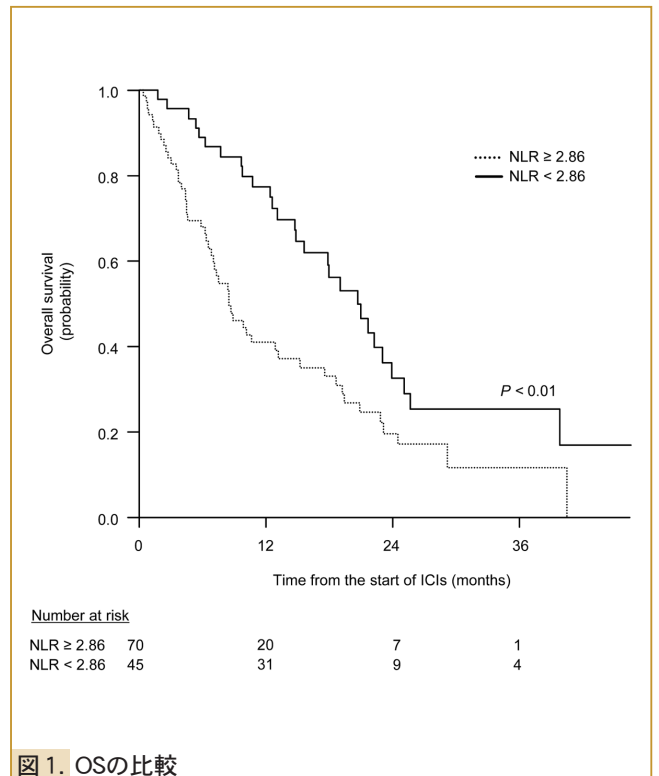 1.0
0.8
0.6
0.4
0.2
0.0
Overall survival
(probability)
NLR ≥ 2.86
NLR < 2.86
P < 0.01
0 12 24 36
Time from the start of ICIs (months)
Number at risk
NLR ≥ 2.86 70 20 7 1
NLR < 2.86 45 31 9 4
図 1. OSの比較